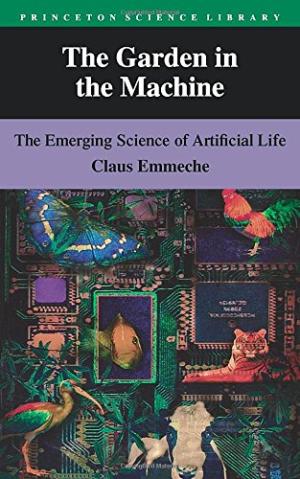 PRINCETON SCIENCE LIBRARY
The Garden in
the Machine
The Emerging Science of Artificial Life
Claus Emmeche